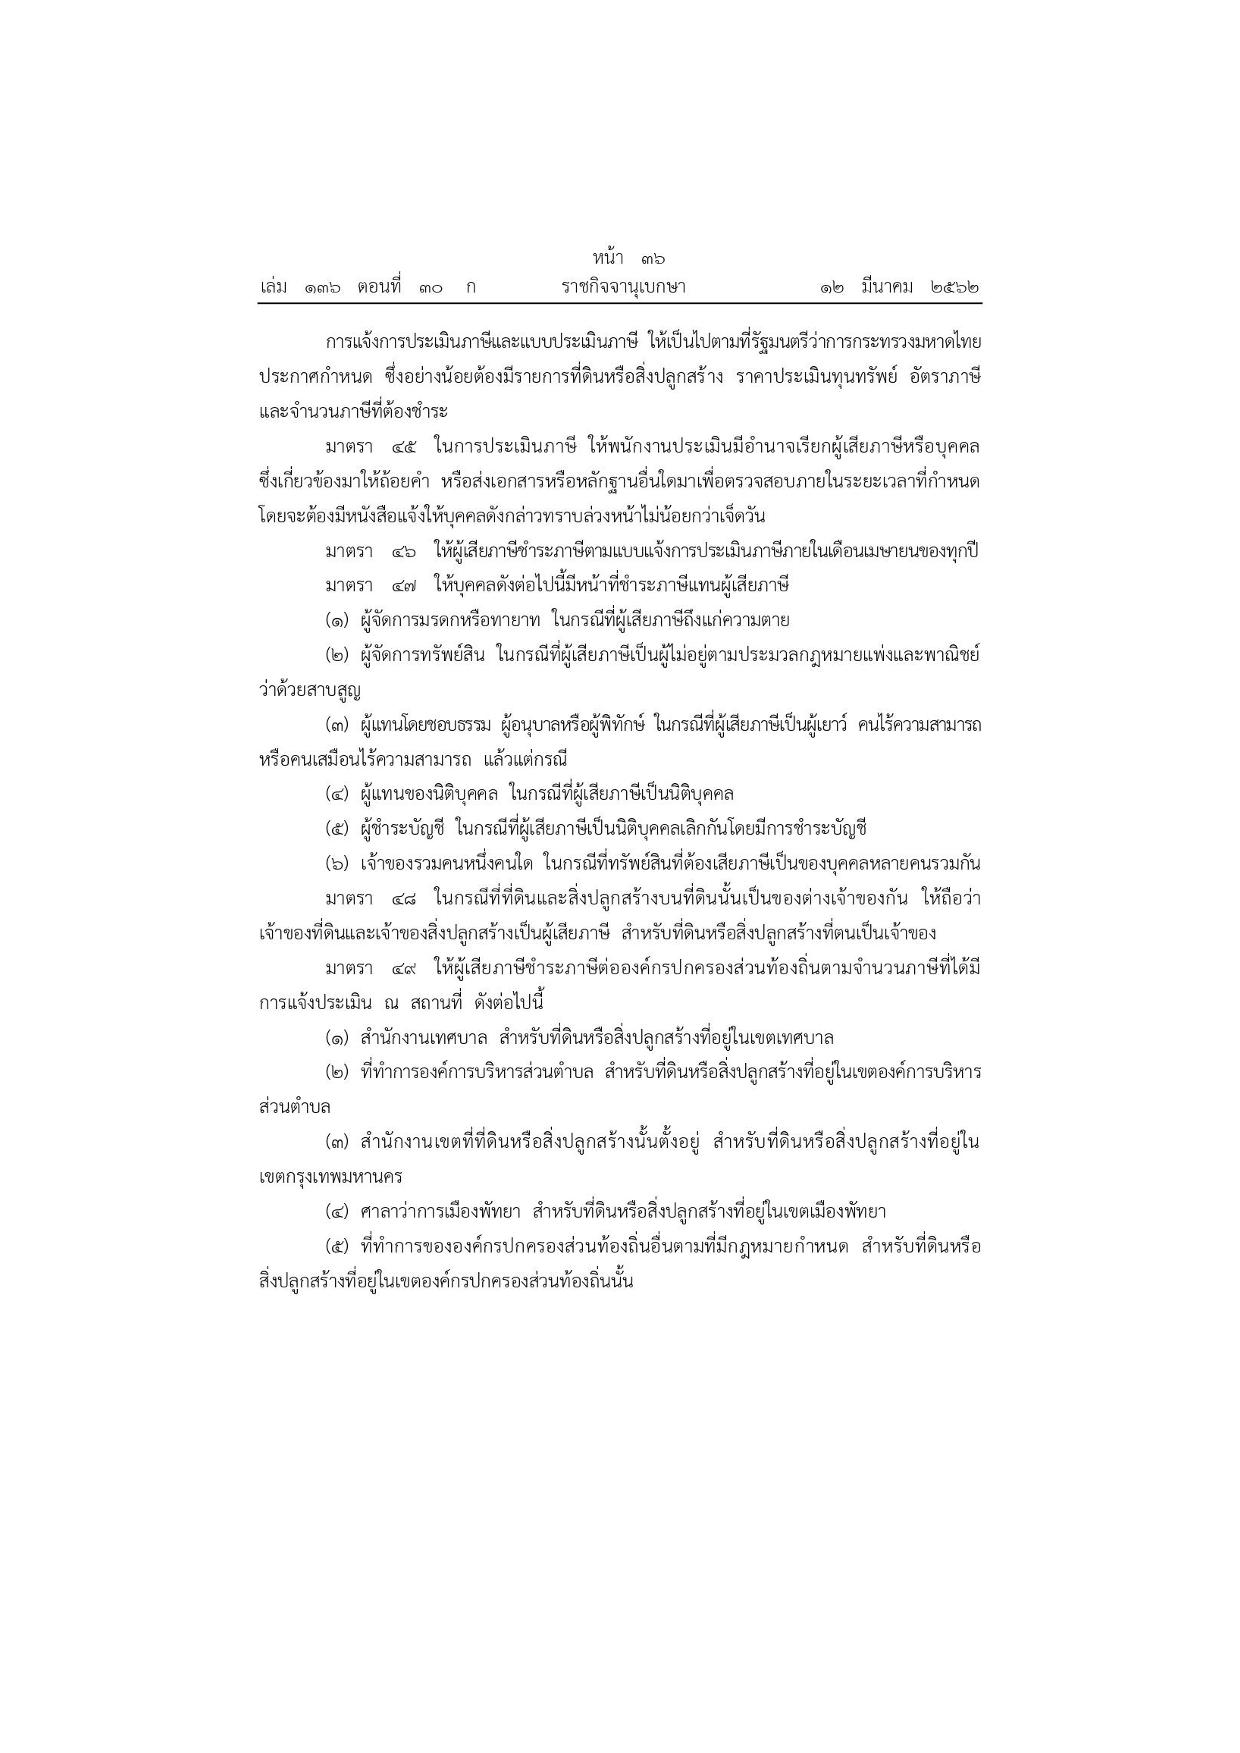 หน้า ๓๖
เล่ม ๑๓๖ ตอนที่ ๓๐ ก ราชกิจจานุเบกษา ๑๒ มีนาคม ๒๕๖๒
การแจ้งการประเมินภาษีและแบบประเมินภาษี ให้เป็นไปตามที่รัฐมนตรีว่าการกระทรวงมหาดไทย
ประกาศกำหนด ซึ่งอย่างน้อยต้องมีรายการที่ดินหรือสิ่งปลูกสร้าง ราคาประเมินทุนทรัพย์ อัตราภาษี
และจำนวนภาษีที่ต้องชำระ
มาตรา ๔๕ ในการประเมินภาษี ให้พนักงานประเมินมีอำนาจเรียกผู้เสียภาษีหรือบุคคล
ซึ่งเกี่ยวข้องมาให้ถ้อยคำ หรือส่งเอกสารหรือหลักฐานอื่นใดมาเพื่อตรวจสอบภายในระยะเวลาที่กำหนด
โดยจะต้องมีหนังสือแจ้งให้บุคคลดังกล่าวทราบล่วงหน้าไม่น้อยกว่าเจ็ดวัน
มาตรา ๔๖ ให้ผู้เสียภาษีชำระภาษีตามแบบแจ้งการประเมินภาษีภายในเดือนเมษายนของทุกปี
มาตรา ๔๗ ให้บุคคลดังต่อไปนี้มีหน้าที่ชำระภาษีแทนผู้เสียภาษี
(๑) ผู้จัดการมรดกหรือทายาท ในกรณีที่ผู้เสียภาษีถึงแก่ความตาย
(๒) ผู้จัดการทรัพย์สิน ในกรณีที่ผู้เสียภาษีเป็นผู้ไม่อยู่ตามประมวลกฎหมายแพ่งและพาณิชย์
ว่าด้วยสาบสูญ
(๓) ผู้แทนโดยชอบธรรม ผู้อนุบาลหรือผู้พิทักษ์ ในกรณีที่ผู้เสียภาษีเป็นผู้เยาว์ คนไร้ความสามารถ
หรือคนเสมือนไร้ความสามารถ แล้วแต่กรณี
(๔) ผู้แทนของนิติบุคคล ในกรณีที่ผู้เสียภาษีเป็นนิติบุคคล
(๕) ผู้ชำระบัญชี ในกรณีที่ผู้เสียภาษีเป็นนิติบุคคลเลิกกันโดยมีการชำระบัญชี
(๖) เจ้าของรวมคนหนึ่งคนใด ในกรณีที่ทรัพย์สินที่ต้องเสียภาษีเป็นของบุคคลหลายคนรวมกัน
มาตรา ๔๘ ในกรณีที่ที่ดินและสิ่งปลูกสร้างบนที่ดินนั้นเป็นของต่างเจ้าของกัน ให้ถือว่า
เจ้าของที่ดินและเจ้าของสิ่งปลูกสร้างเป็นผู้เสียภาษี สำหรับที่ดินหรือสิ่งปลูกสร้างที่ตนเป็นเจ้าของ
มาตรา ๔๙ ให้ผู้เสียภาษีชำระภาษีต่อองค์กรปกครองส่วนท้องถิ่นตามจำนวนภาษีที่ได้มี
การแจ้งประเมิน ณ สถานที่ ดังต่อไปนี้
(๑) สำนักงานเทศบาล สำหรับที่ดินหรือสิ่งปลูกสร้างที่อยู่ในเขตเทศบาล
(๒) ที่ทำการองค์การบริหารส่วนตำบล สำหรับที่ดินหรือสิ่งปลูกสร้างที่อยู่ในเขตองค์การบริหาร
ส่วนตำบล
(๓) สำนักงานเขตที่ที่ดินหรือสิ่งปลูกสร้างนั้นตั้งอยู่ สำหรับที่ดินหรือสิ่งปลูกสร้างที่อยู่ใน
เขตกรุงเทพมหานคร
(๔) ศาลาว่าการเมืองพัทยา สำหรับที่ดินหรือสิ่งปลูกสร้างที่อยู่ในเขตเมืองพัทยา
(๕) ที่ทำการขององค์กรปกครองส่วนท้องถิ่นอื่นตามที่มีกฎหมายกำหนด สำหรับที่ดินหรือ
สิ่งปลูกสร้างที่อยู่ในเขตองค์กรปกครองส่วนท้องถิ่นนั้น